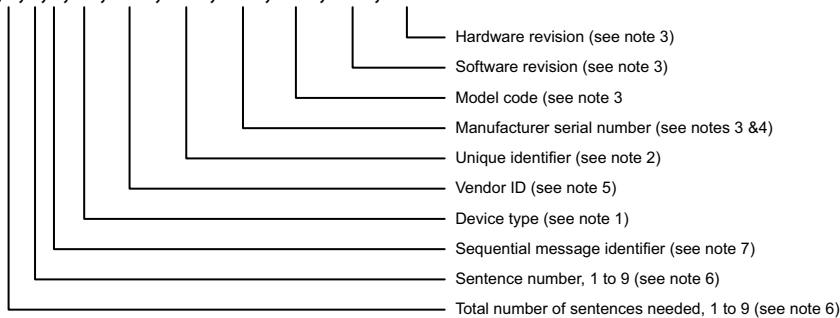 Hardware revision (see note 3)
Software revision (see note 3)
Model code (see note 3
Manufacturer serial number (see notes 3 &4)
Unique identifier (see note 2)
Vendor ID (see note 5)
Device type (see note 1)
Sequential message identifier (see note 7)
Sentence number, 1 to 9 (see note 6)
Total number of sentences needed, 1 to 9 (see note 6)